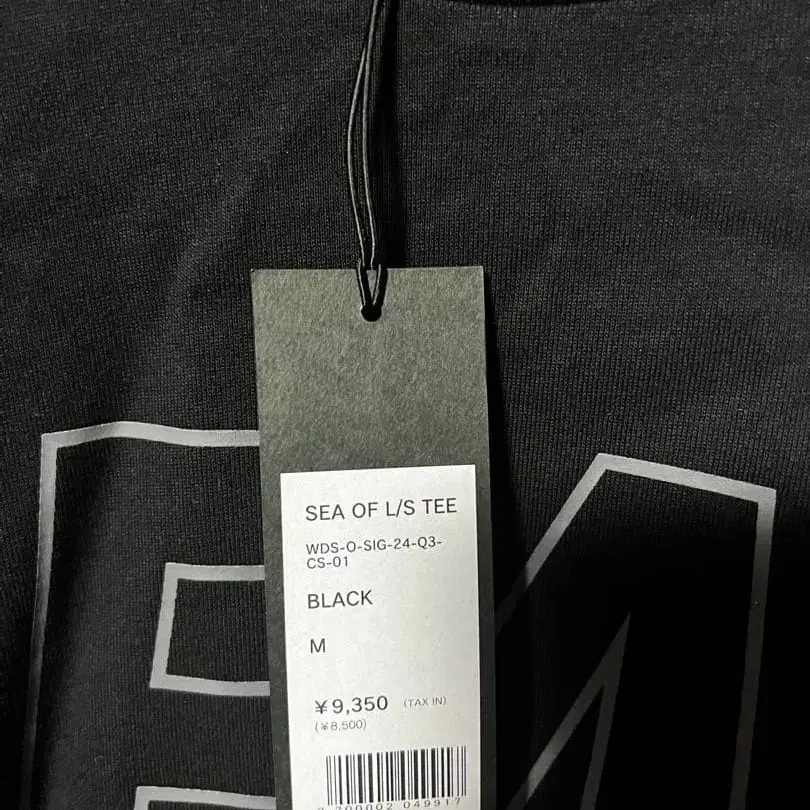 SEA OF L/S TEE
WDS-O-SIG-24-Q3-
CS-01
BLACK
M
¥9,350 (TAX IN)
(¥8,500)